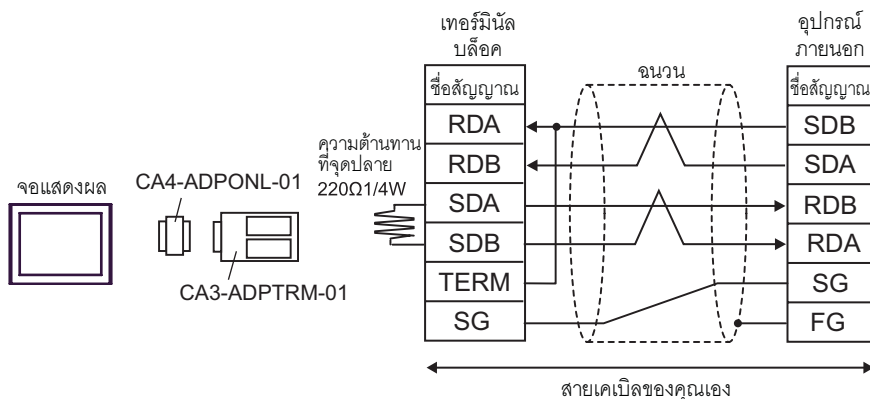 เทอร์มินัล
บล็อค
อุปกรณ์
ภายนอก
ชื่อสัญญาณ
ฉนวน
ชื่อสัญญาณ
RDA
SDB
ความต้านทาน
ที่จุดปลาย
220Ω1/4W
RDB
SDA
จอแสดงผล
CA4-ADPONL-01
SDA
RDB
SDB
RDA
CA3-ADPTRM-01
TERM
SG
SG
FG
สายเคเบิลของคุณเอง